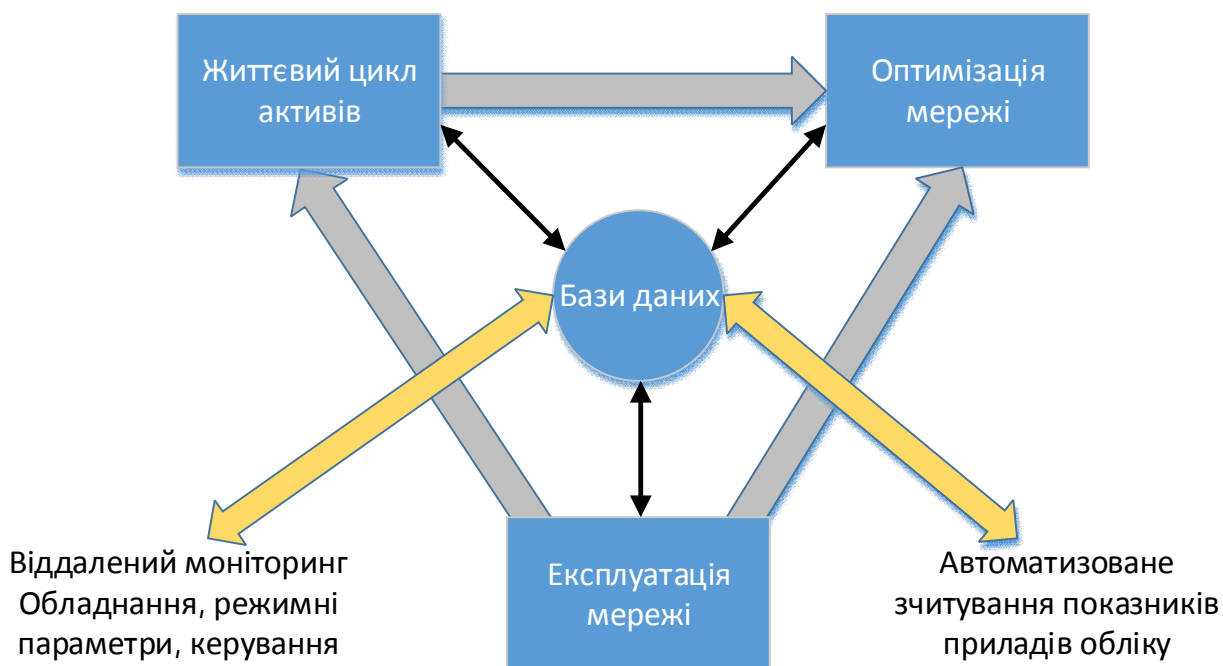 Життєвий цикл
активів
Оптимізація
мережі
Бази даних
Віддалений моніторинг
Обладнання, режимні
параметри, керування
Експлуатація
мережі
Автоматизоване
зчитування показників
приладів обліку